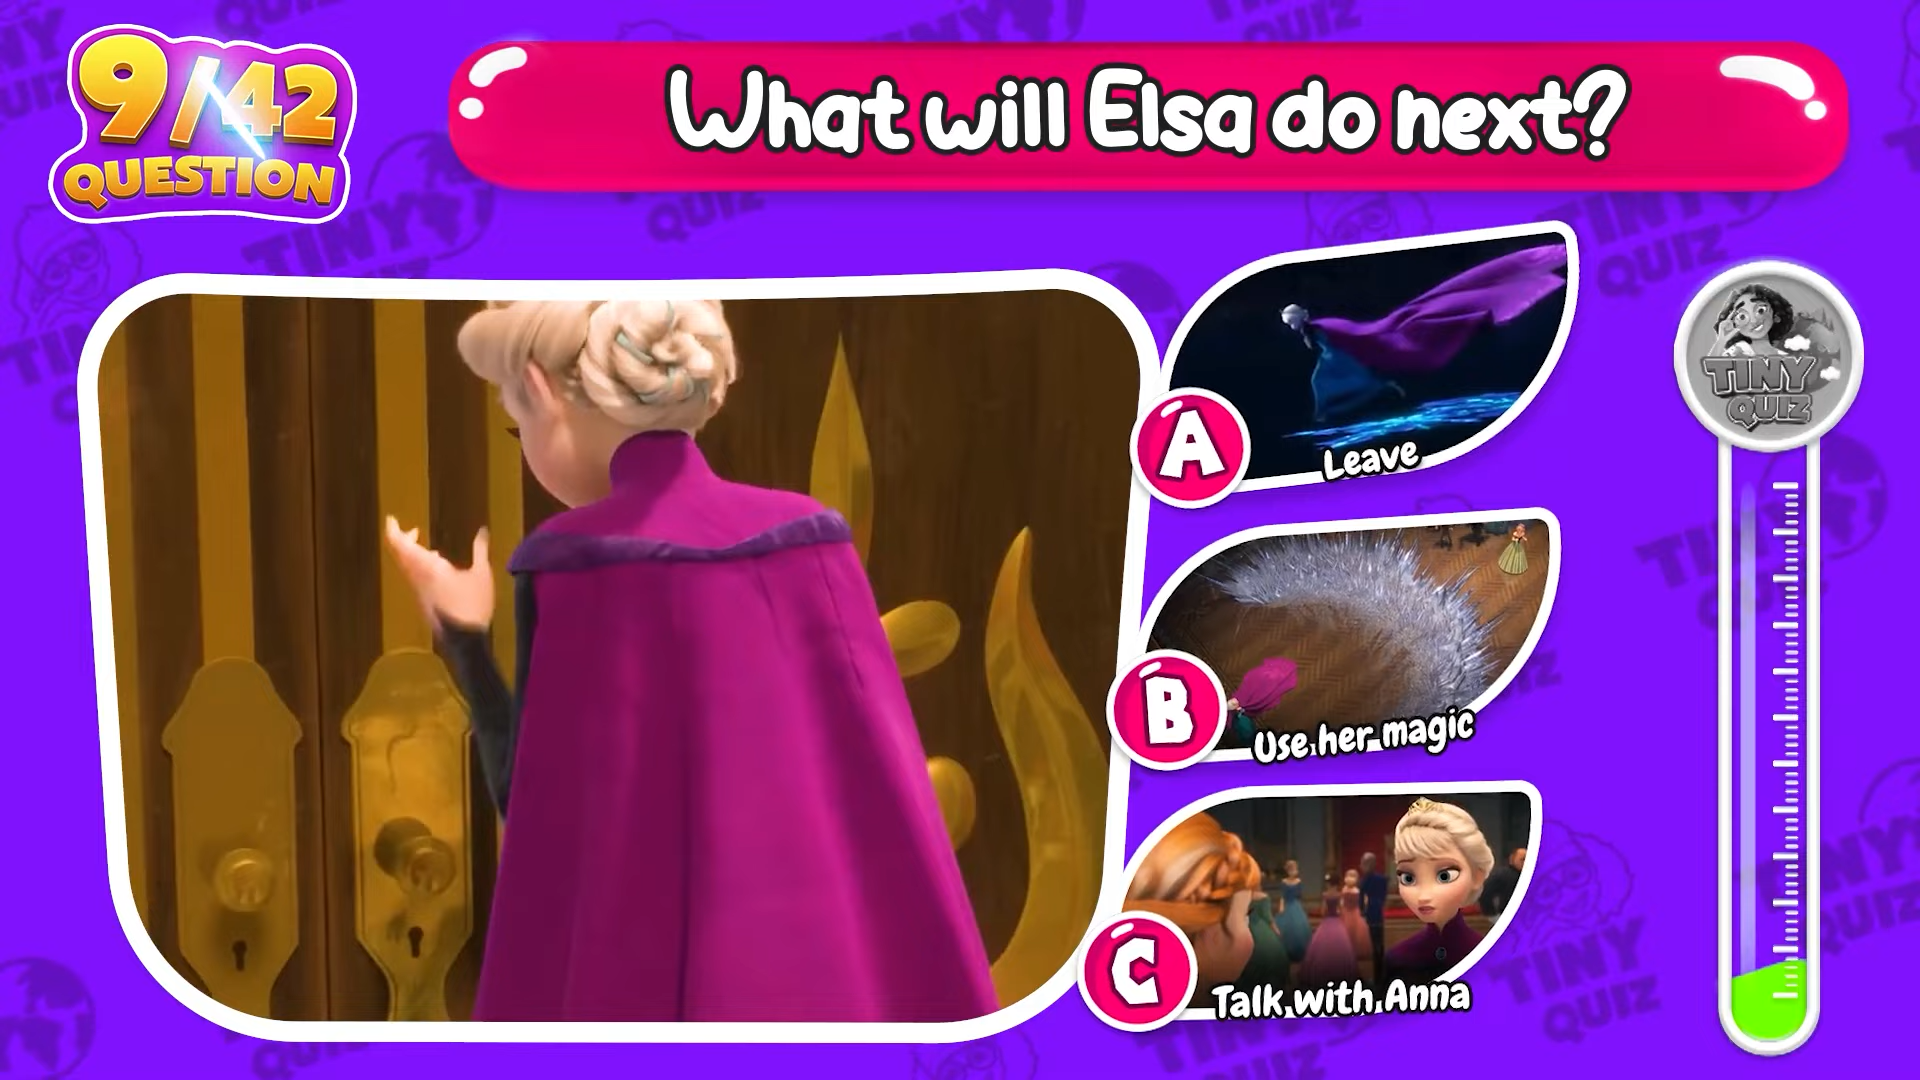 9/42
QUESTION
What will Elsa do next?
A
Leave
B
Use her magic
C
Talk with Anna
TINY
QUIZ